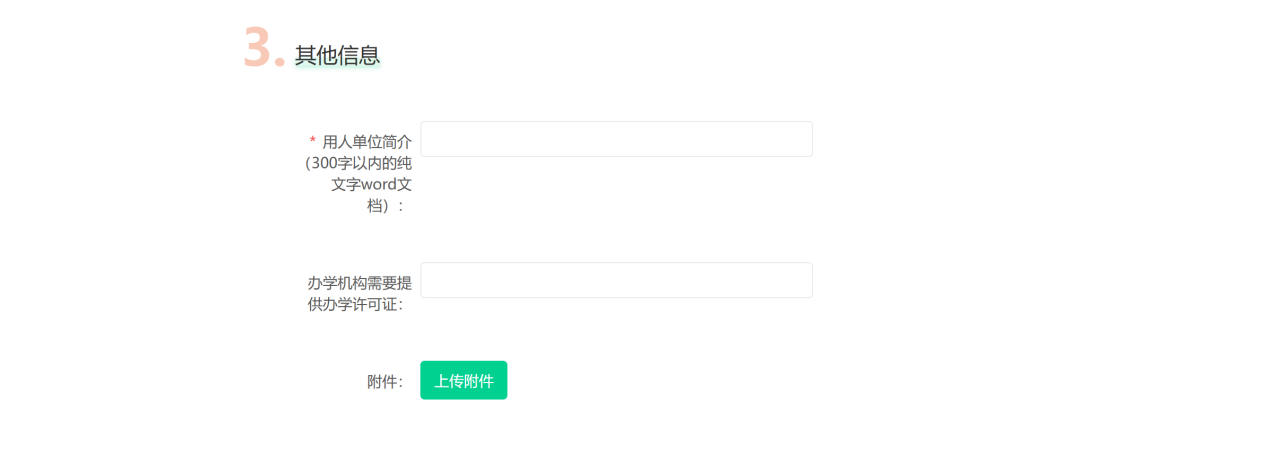 3. 其他信息
* 用人单位简介
（300字以内的纯
文字word文
档）：
办学机构需要提
供办学许可证：
附件： 上传附件